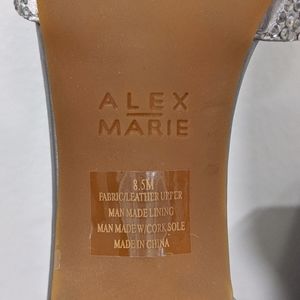 ALEX
MARIE
8.5M
FABRIC/LEATHER UPPER
MAN MADE LINING
MAN MADE W/CORK SOLE
MADE IN CHINA